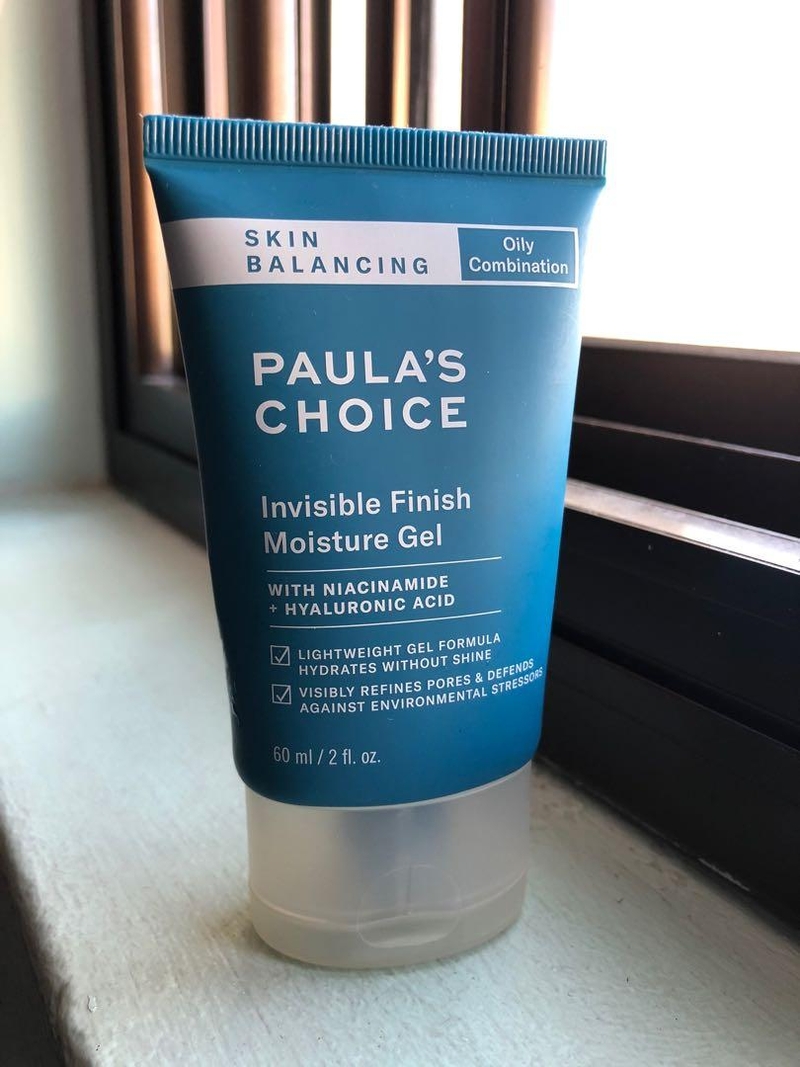 SKIN
BALANCING
Oily
Combination
PAULA'S
CHOICE
Invisible Finish
Moisture Gel
WITH NIACINAMIDE
+ HYALURONIC ACID
LIGHTWEIGHT GEL FORMULA
HYDRATES WITHOUT SHINE
VISIBLY REFINES PORES & DEFENDS
AGAINST ENVIRONMENTAL STRESSORS
60 ml / 2 fl. oz.